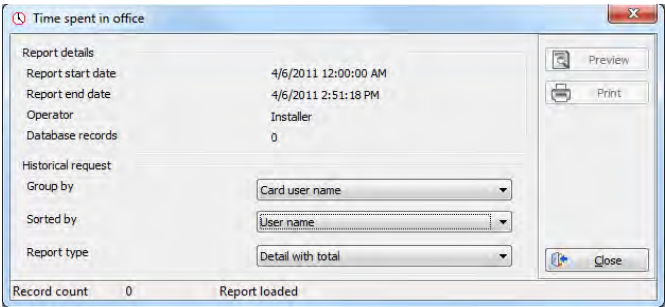 Time spent in office
Report details
Report start date 4/6/2011 12:00:00 AM
Report end date 4/6/2011 2:51:18 PM
Operator Installer
Database records 0
Historical request
Group by Card user name
Sorted by User name
Report type Detail with total
Preview
Print
Close
Record count 0 Report loaded